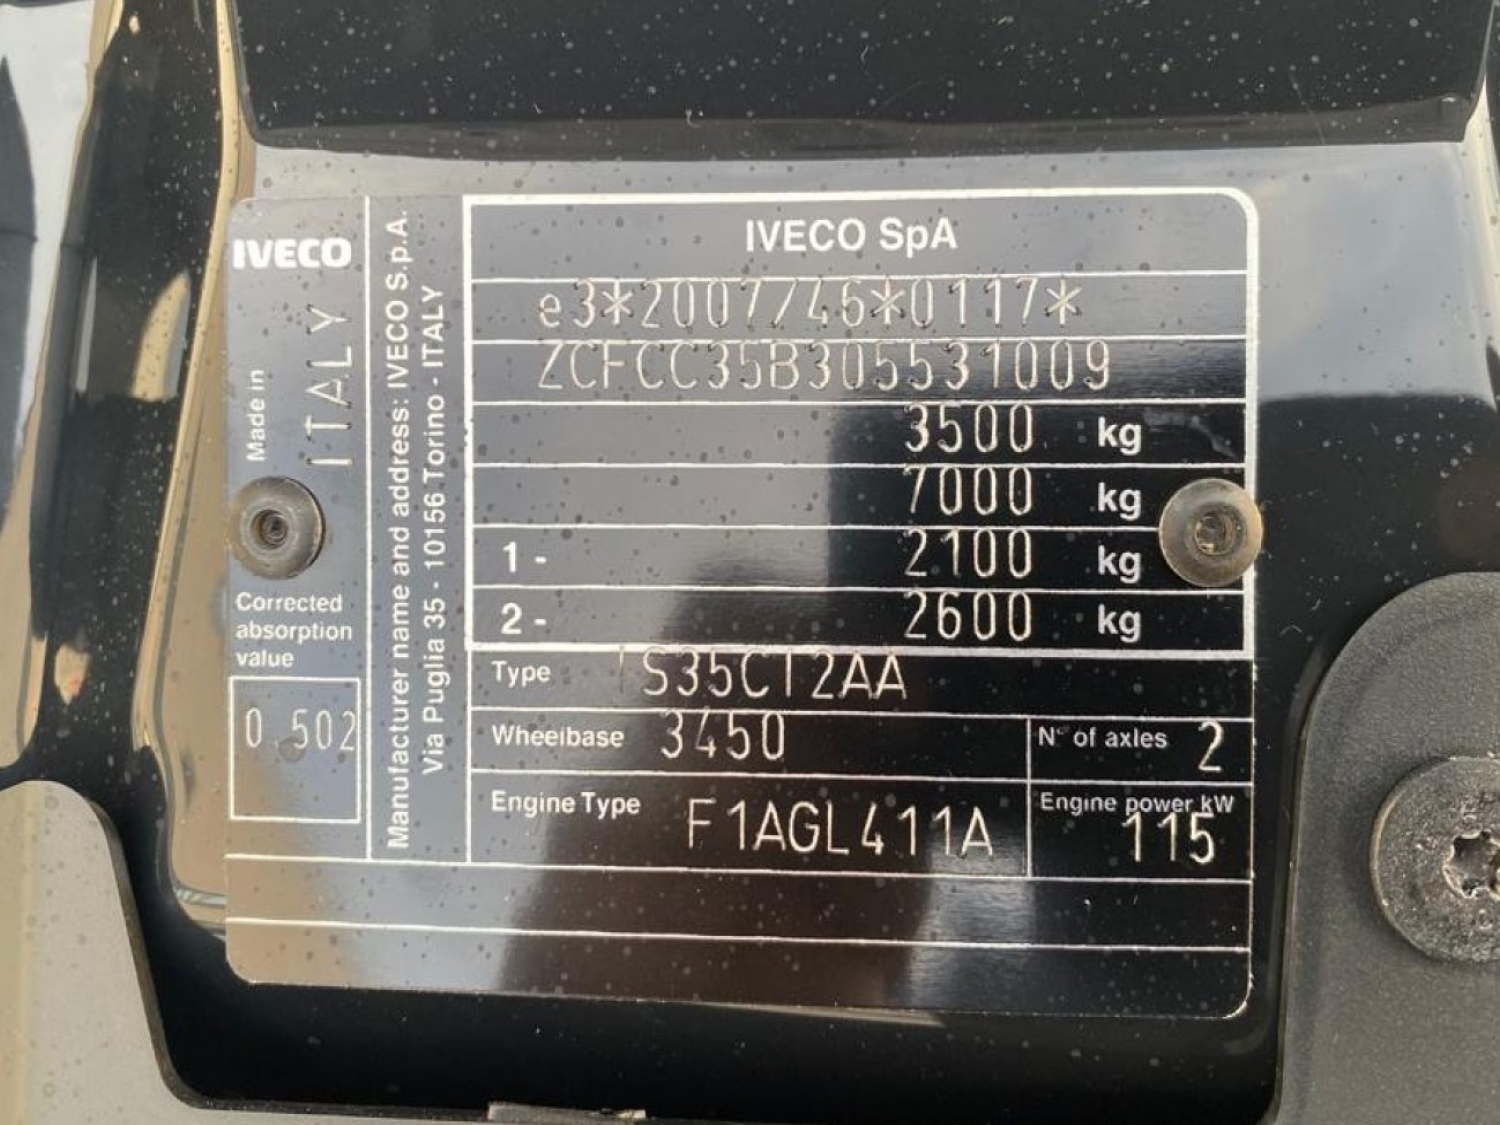 IVECO
Made in
ITALY
Corrected
absorption
value
0.502
Manufacturer name and address: IVECO S.p.A.
Via Puglia 35 - 10156 Torino - ITALY
IVECO SpA
e3*2007/46*0117*
ZCFCC35B305531009
3500 kg
7000 kg
1 - 2100 kg
2 - 2600 kg
Type IS35CI2AA
Wheelbase 3450
N° of axles 2
Engine Type F1AGL411A
Engine power kW
115